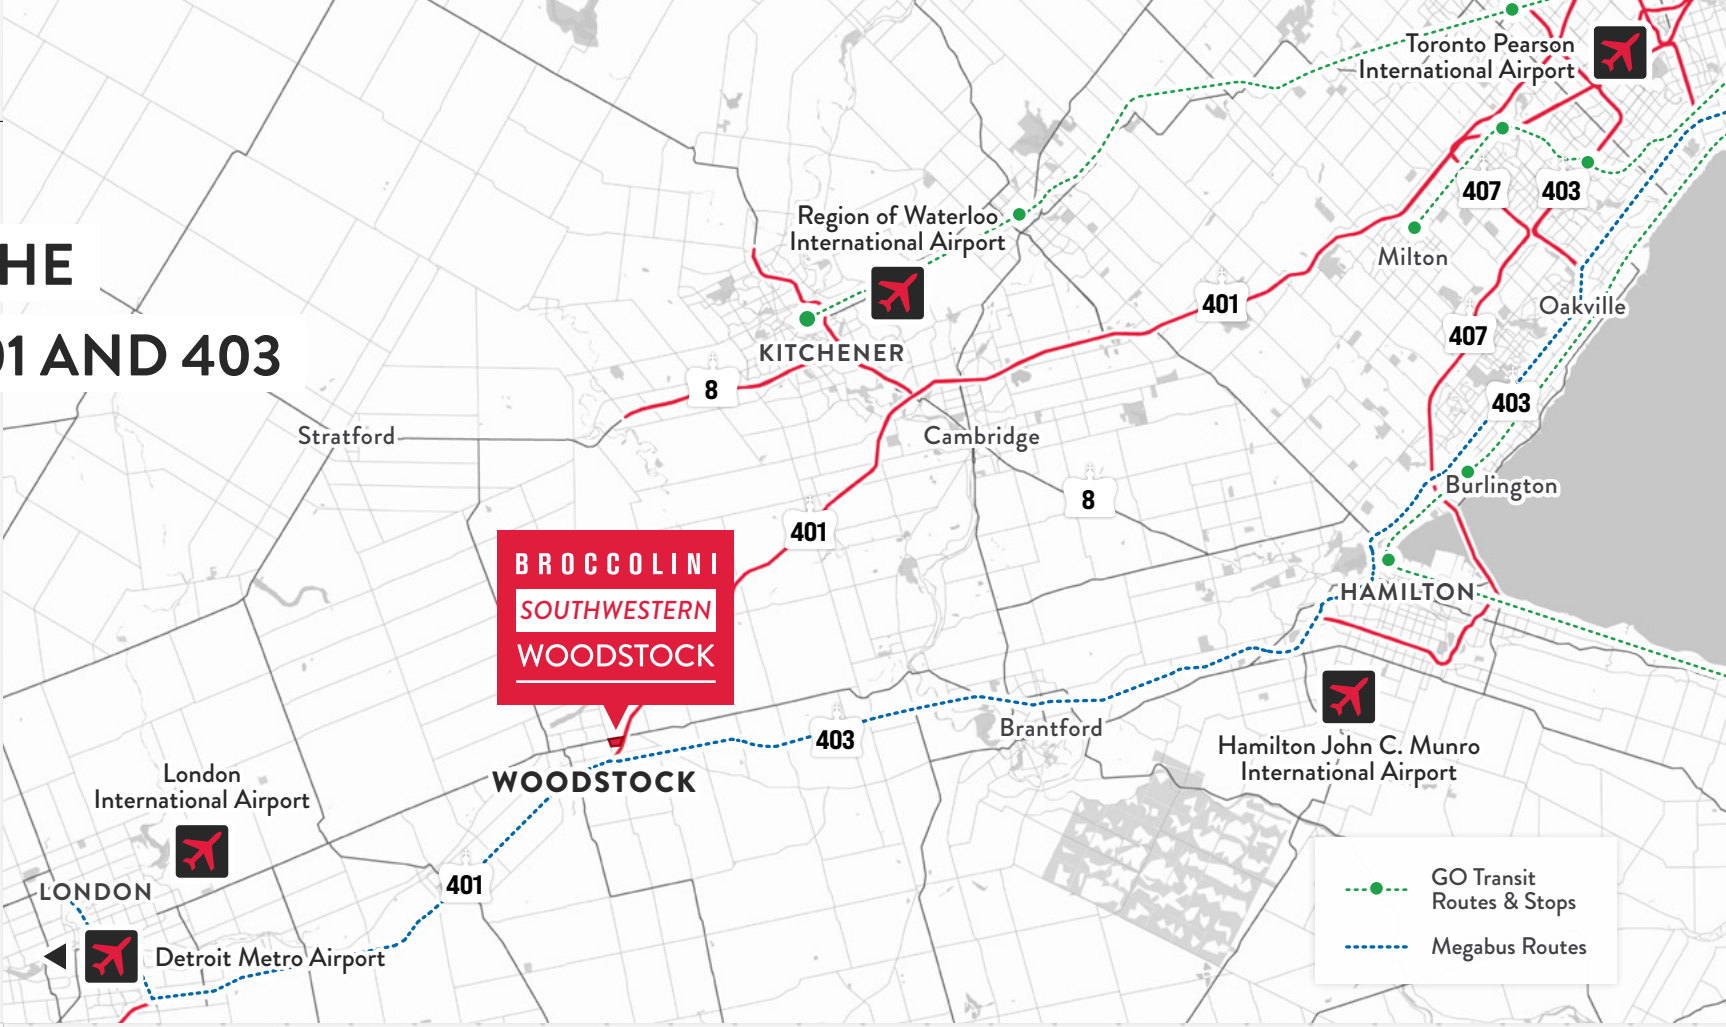 Toronto Pearson
International Airport
407
403
Region of Waterloo
International Airport
Milton
HE
401
Oakville
407
01 AND 403
KITCHENER
8
403
Stratford
Cambridge
Burlington
8
401
BROCCOLINI
SOUTHWESTERN
WOODSTOCK
HAMILTON
403
Brantford
Hamilton John C. Munro
International Airport
WOODSTOCK
London
International Airport
401
LONDON
GO Transit
Routes & Stops
Detroit Metro Airport
Megabus Routes